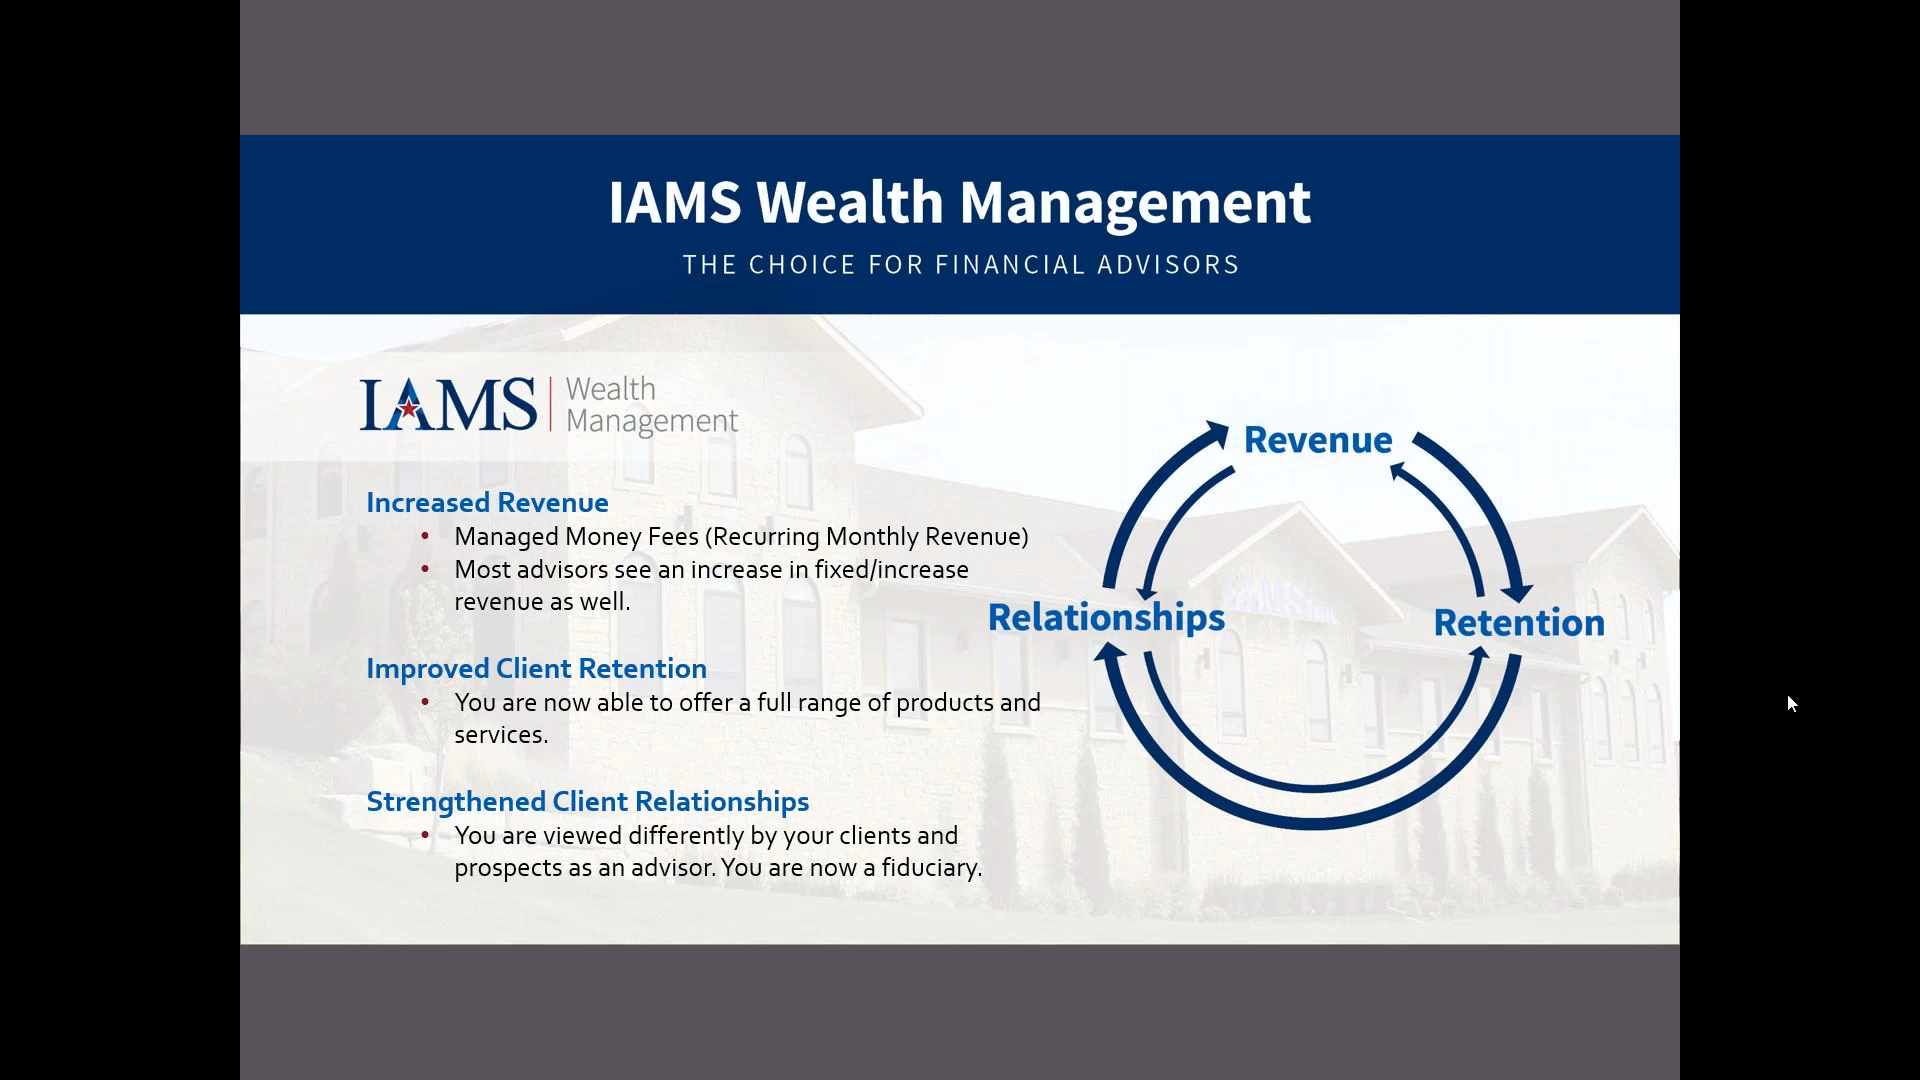 IAMS Wealth Management
THE CHOICE FOR FINANCIAL ADVISORS
IAMS
Wealth
Management
Increased Revenue
• Managed Money Fees (Recurring Monthly Revenue)
• Most advisors see an increase in fixed/increase
revenue as well.
Improved Client Retention
• You are now able to offer a full range of products and
services.
Strengthened Client Relationships
• You are viewed differently by your clients and
prospects as an advisor. You are now a fiduciary.
Revenue
Relationships
Retention
IAMS